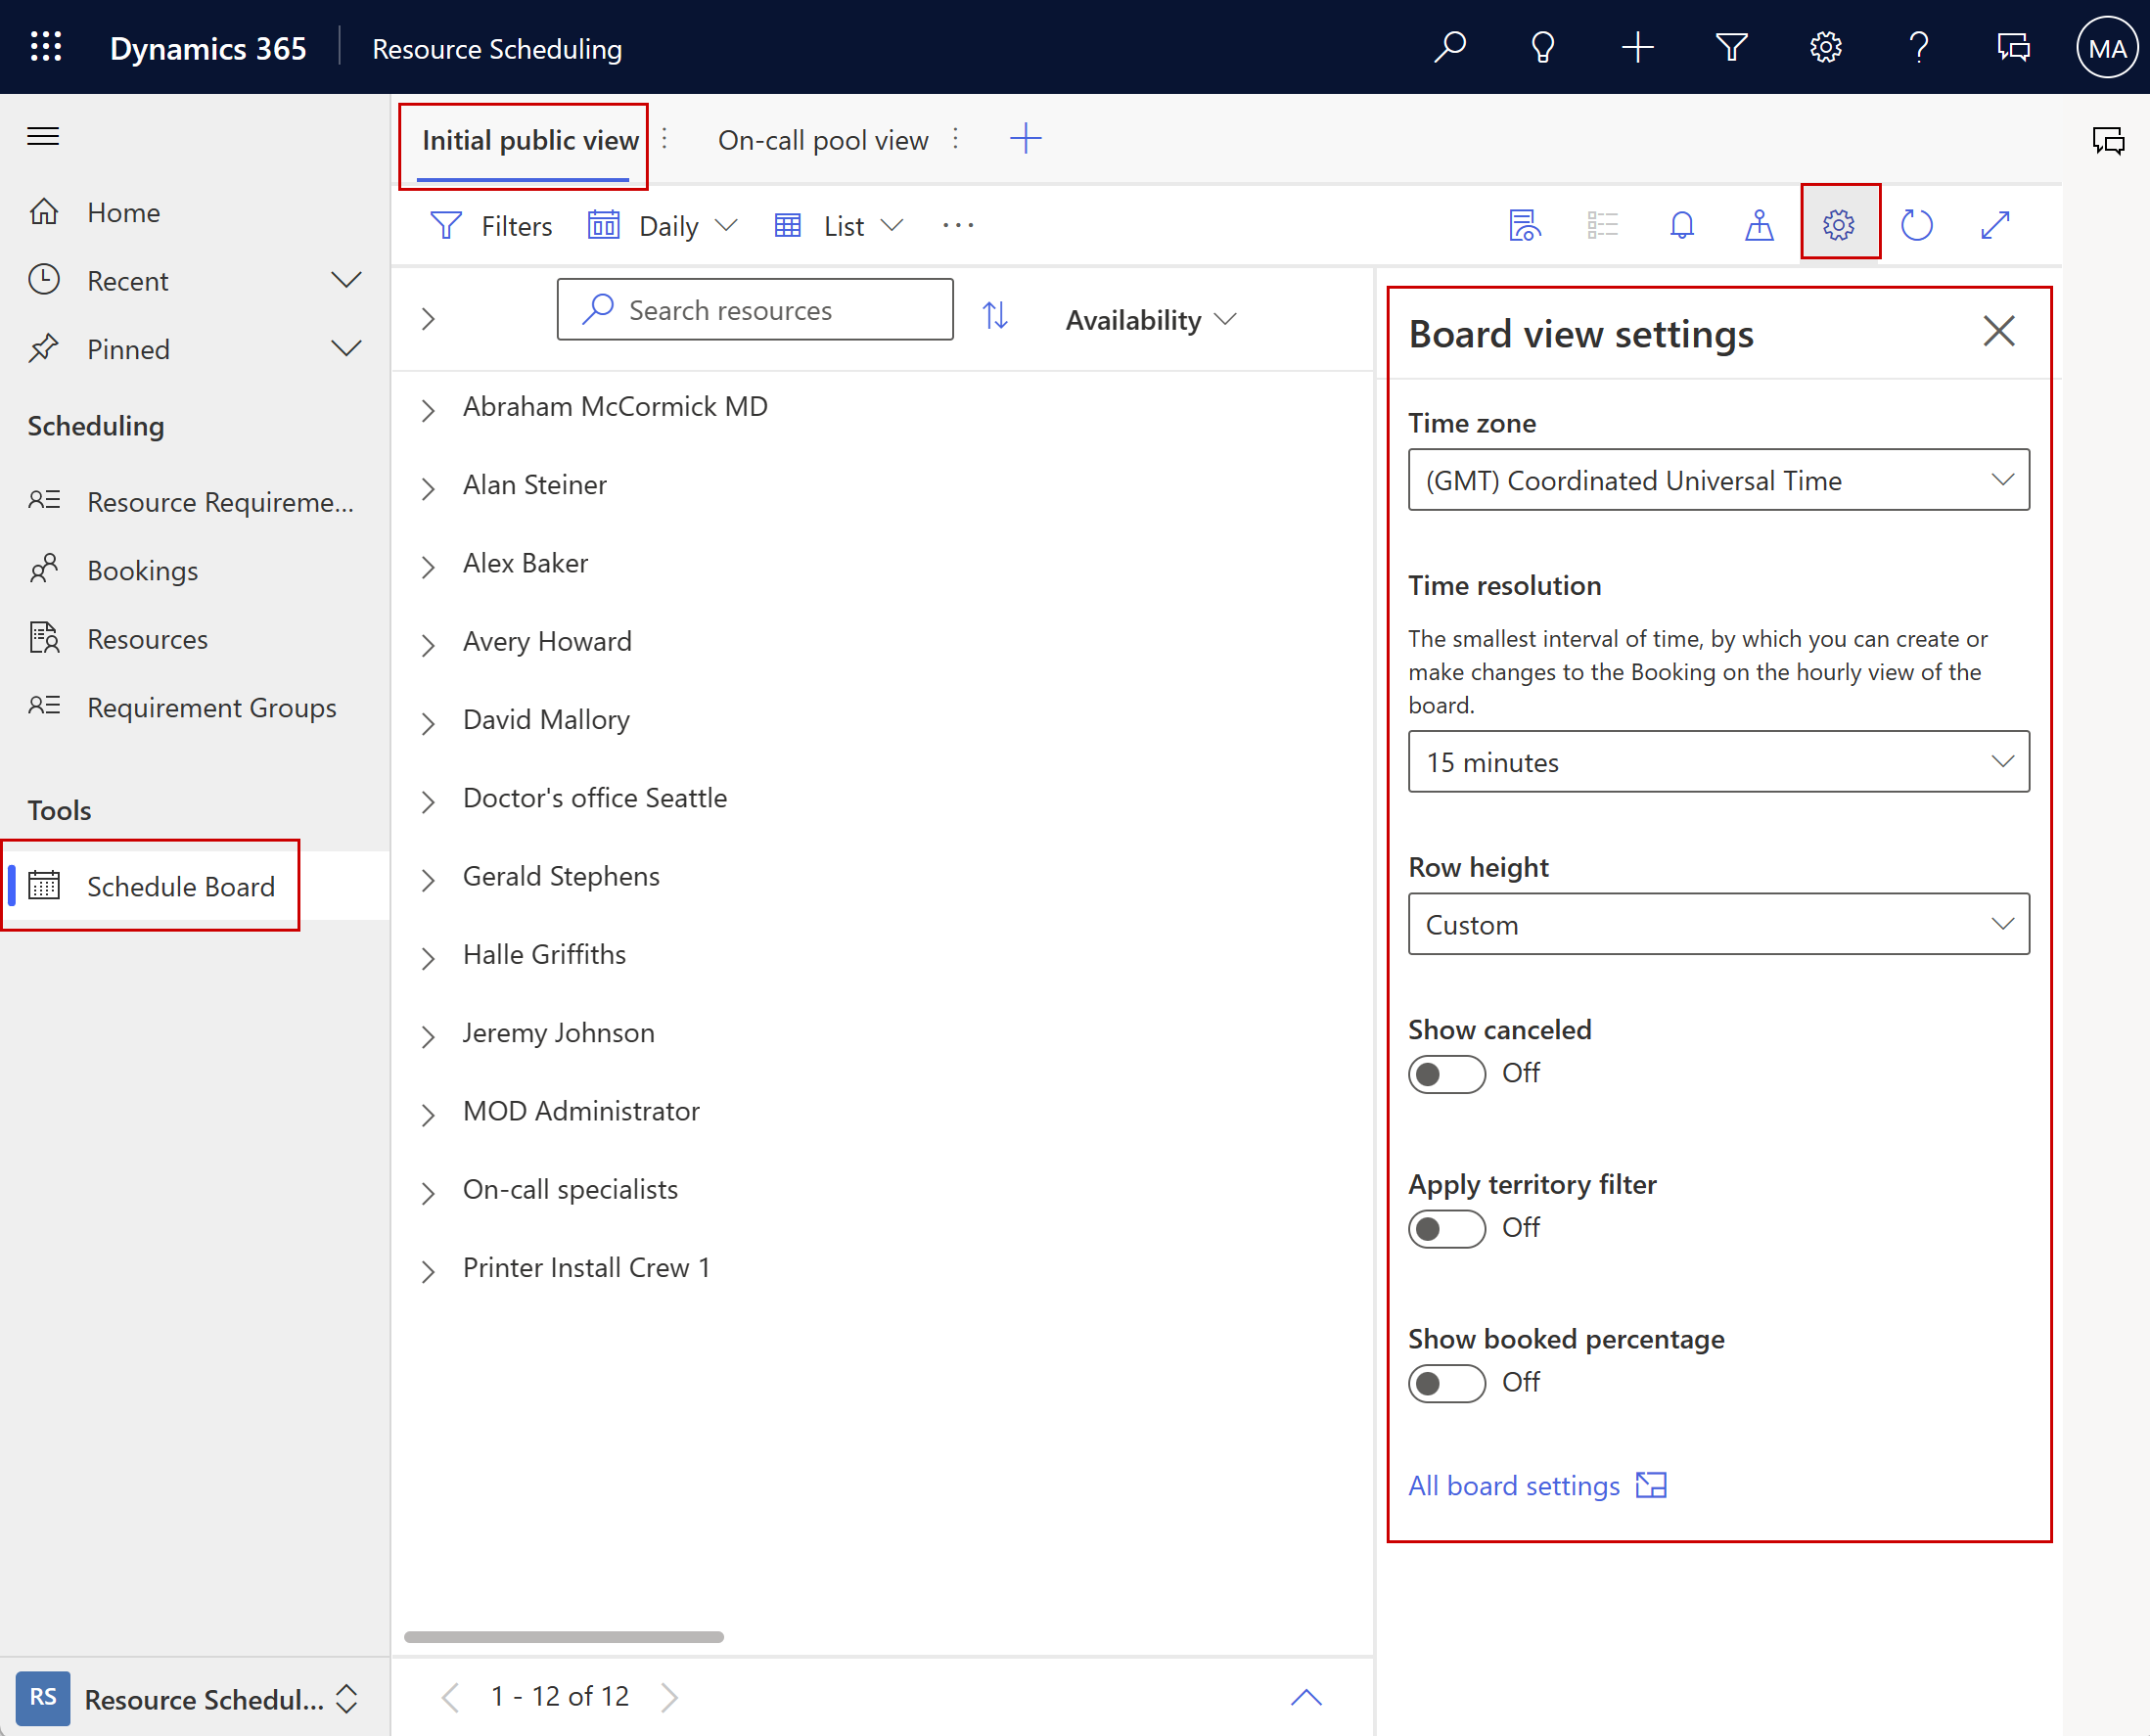 Dynamics 365
Resource Scheduling
MA
Home
Recent
Pinned
Scheduling
Resource Requireme...
Bookings
Resources
Requirement Groups
Tools
Schedule Board
RS
Resource Schedul...
Initial public view
On-call pool view
Filters
Daily
List
Search resources
Availability
Abraham McCormick MD
Alan Steiner
Alex Baker
Avery Howard
David Mallory
Doctor's office Seattle
Gerald Stephens
Halle Griffiths
Jeremy Johnson
MOD Administrator
On-call specialists
Printer Install Crew 1
1 - 12 of 12
Board view settings
Time zone
(GMT) Coordinated Universal Time
Time resolution
The smallest interval of time, by which you can create or
make changes to the Booking on the hourly view of the
board.
15 minutes
Row height
Custom
Show canceled
Off
Apply territory filter
Off
Show booked percentage
Off
All board settings